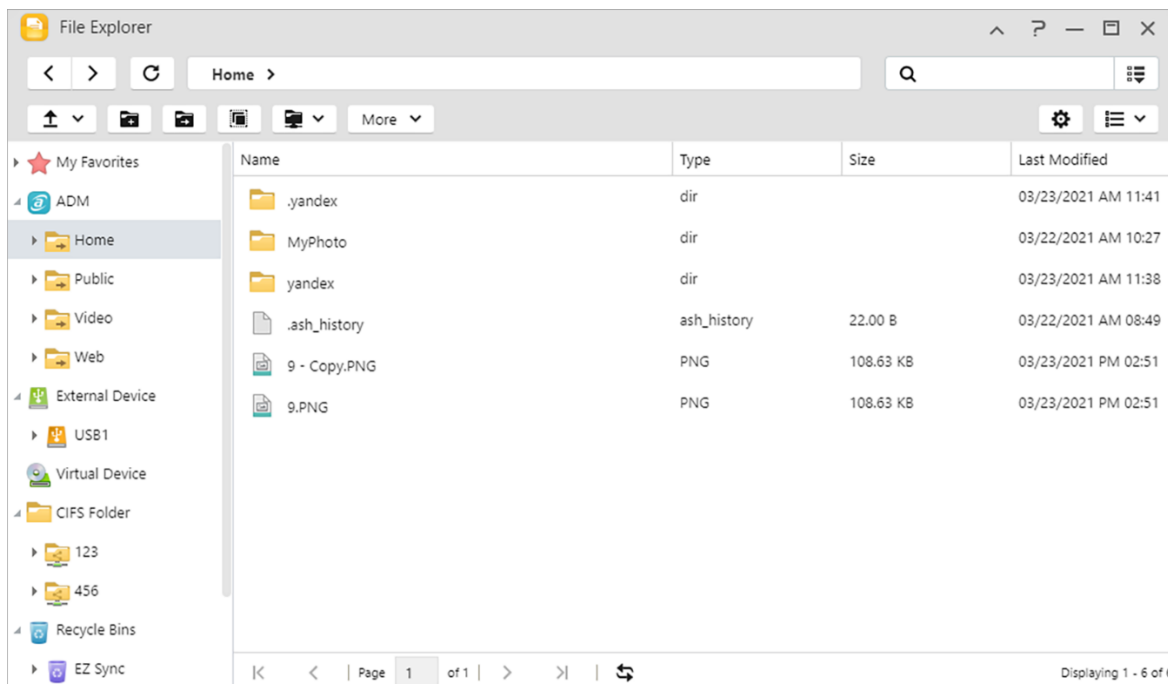 File Explorer
Home >
More
My Favorites
ADM
Home
Public
Video
Web
External Device
USB1
Virtual Device
CIFS Folder
123
456
Recycle Bins
EZ Sync
Name Type Size Last Modified
.yandex dir 03/23/2021 AM 11:41
MyPhoto dir 03/22/2021 AM 10:27
yandex dir 03/23/2021 AM 11:38
.ash_history ash_history 22.00 B 03/22/2021 AM 08:49
9 - Copy.PNG PNG 108.63 KB 03/23/2021 PM 02:51
9.PNG PNG 108.63 KB 03/23/2021 PM 02:51
Page 1 of 1 Displaying 1 - 6 of